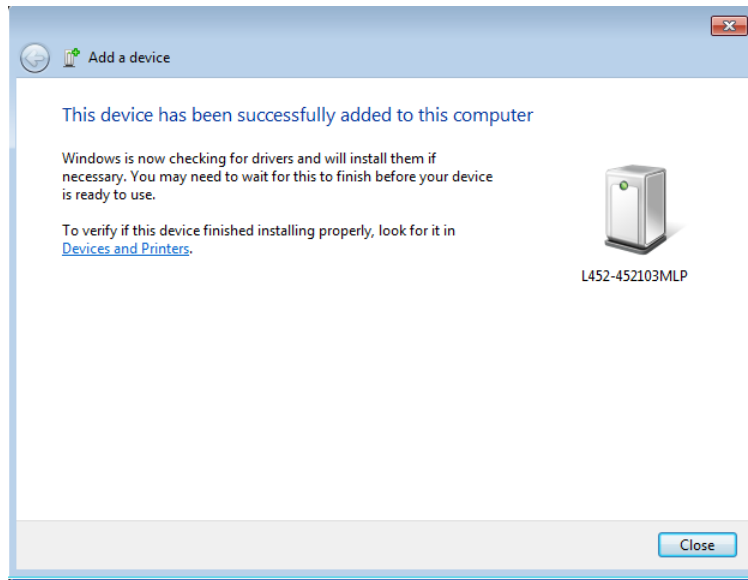 Add a device
This device has been successfully added to this computer
Windows is now checking for drivers and will install them if
necessary. You may need to wait for this to finish before your device
is ready to use.
To verify if this device finished installing properly, look for it in
Devices and Printers.
L452-452103MLP
Close